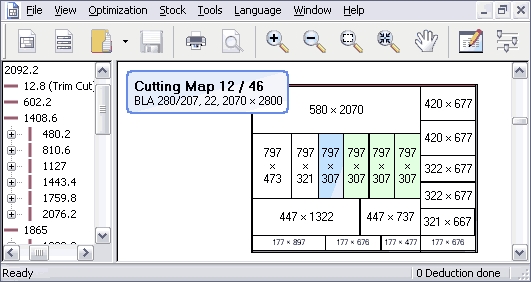 File View Optimization Stock Tools Language Window Help
2092.2
12.8 (Trim Cut)
602.2
1408.6
480.2
810.6
1127
1443.4
1759.8
2076.2
1865
Cutting Map 12 / 46
BLA 280/207, 22, 2070 × 2800
580 × 2070
420 × 677
420 × 677
322 × 677
322 × 677
321 × 667
797 × 473
797 × 321
797 × 307
797 × 307
797 × 307
797 × 307
447 × 1322
447 × 737
177 × 897
177 × 676
177 × 477
177 × 676
Ready
0 Deduction done